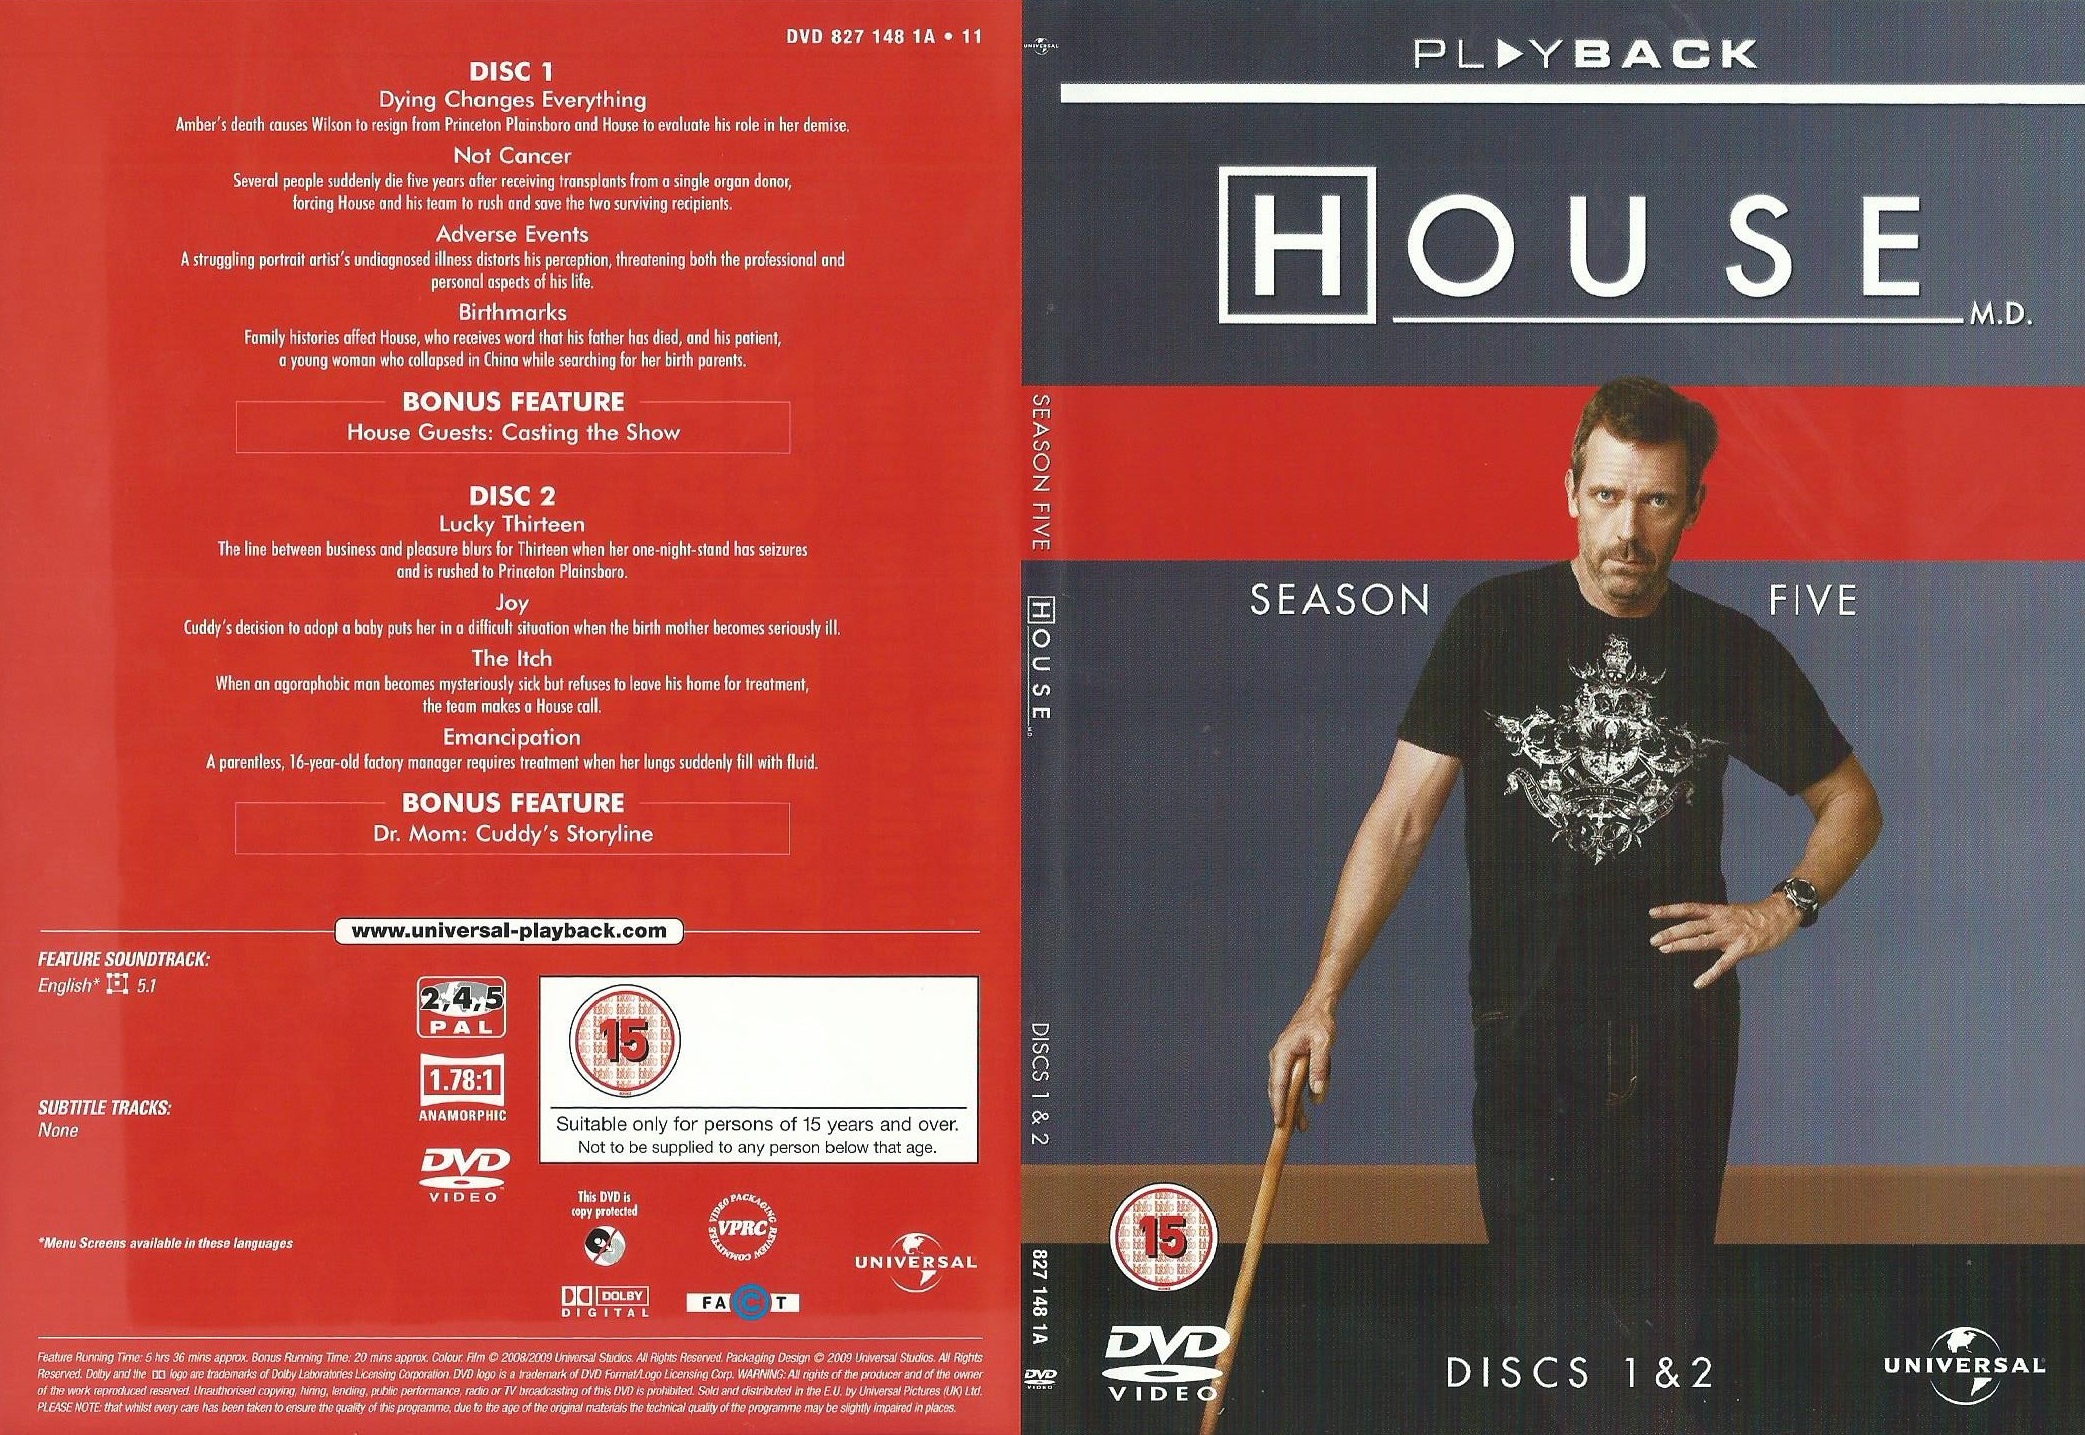 DVD 827 148 1A • 11
DISC 1
Dying Changes Everything
Amber's death causes Wilson to resign from Princeton Plainsboro and House to evaluate his role in her demise.
Not Cancer
Several people suddenly die five years after receiving transplants from a single organ donor,
forcing House and his team to rush and save the two surviving recipients.
Adverse Events
A struggling portrait artist's undiagnosed illness distorts his perception, threatening both the professional and
personal aspects of his life.
Birthmarks
Family histories affect House, who receives word that his father has died, and his patient,
a young woman who collapsed in China while searching for her birth parents.
BONUS FEATURE
House Guests: Casting the Show
DISC 2
Lucky Thirteen
The line between business and pleasure blurs for Thirteen when her one-night-stand has seizures
and is rushed to Princeton Plainsboro.
Joy
Cuddy's decision to adopt a baby puts her in a difficult situation when the birth mother becomes seriously ill.
The Itch
When an agoraphobic man becomes mysteriously sick but refuses to leave his home for treatment,
the team makes a House call.
Emancipation
A parentless, 16-year-old factory manager requires treatment when her lungs suddenly fill with fluid.
BONUS FEATURE
Dr. Mom: Cuddy's Storyline
www.universal-playback.com
FEATURE SOUNDTRACK:
English* 5.1
SUBTITLE TRACKS:
None
*Menu Screens available in these languages
2,4,5
PAL
1.78:1
ANAMORPHIC
DVD
VIDEO
15
Suitable only for persons of 15 years and over.
Not to be supplied to any person below that age.
This DVD is
copy protected
VIDEO PACKAGING REVIEW COMMITTEE
VPRC
UNIVERSAL
DOLBY
DIGITAL
FACT
Feature Running Time: 5 hrs 36 mins approx. Bonus Running Time: 20 mins approx. Colour. Film © 2008/2009 Universal Studios. All Rights Reserved. Packaging Design © 2009 Universal Studios. All Rights
Reserved. Dolby and the logo are trademarks of Dolby Laboratories Licensing Corporation. DVD logo is a trademark of DVD Format/Logo Licensing Corp. WARNING: All rights of the producer and of the owner
of the work reproduced reserved. Unauthorised copying, hiring, lending, public performance, radio or TV broadcasting of this DVD is prohibited. Sold and distributed in the E.U. by Universal Pictures (UK) Ltd.
PLEASE NOTE: that whilst every care has been taken to ensure the quality of this programme, due to the age of the original materials the technical quality of the programme may be slightly impaired in places.
UNIVERSAL
SEASON FIVE
HOUSE M.D.
DISCS 1 & 2
827 148 1A
DVD
VIDEO
PLAYBACK
HOUSE M.D.
SEASON FIVE
15
DVD
VIDEO
DISCS 1 & 2
UNIVERSAL